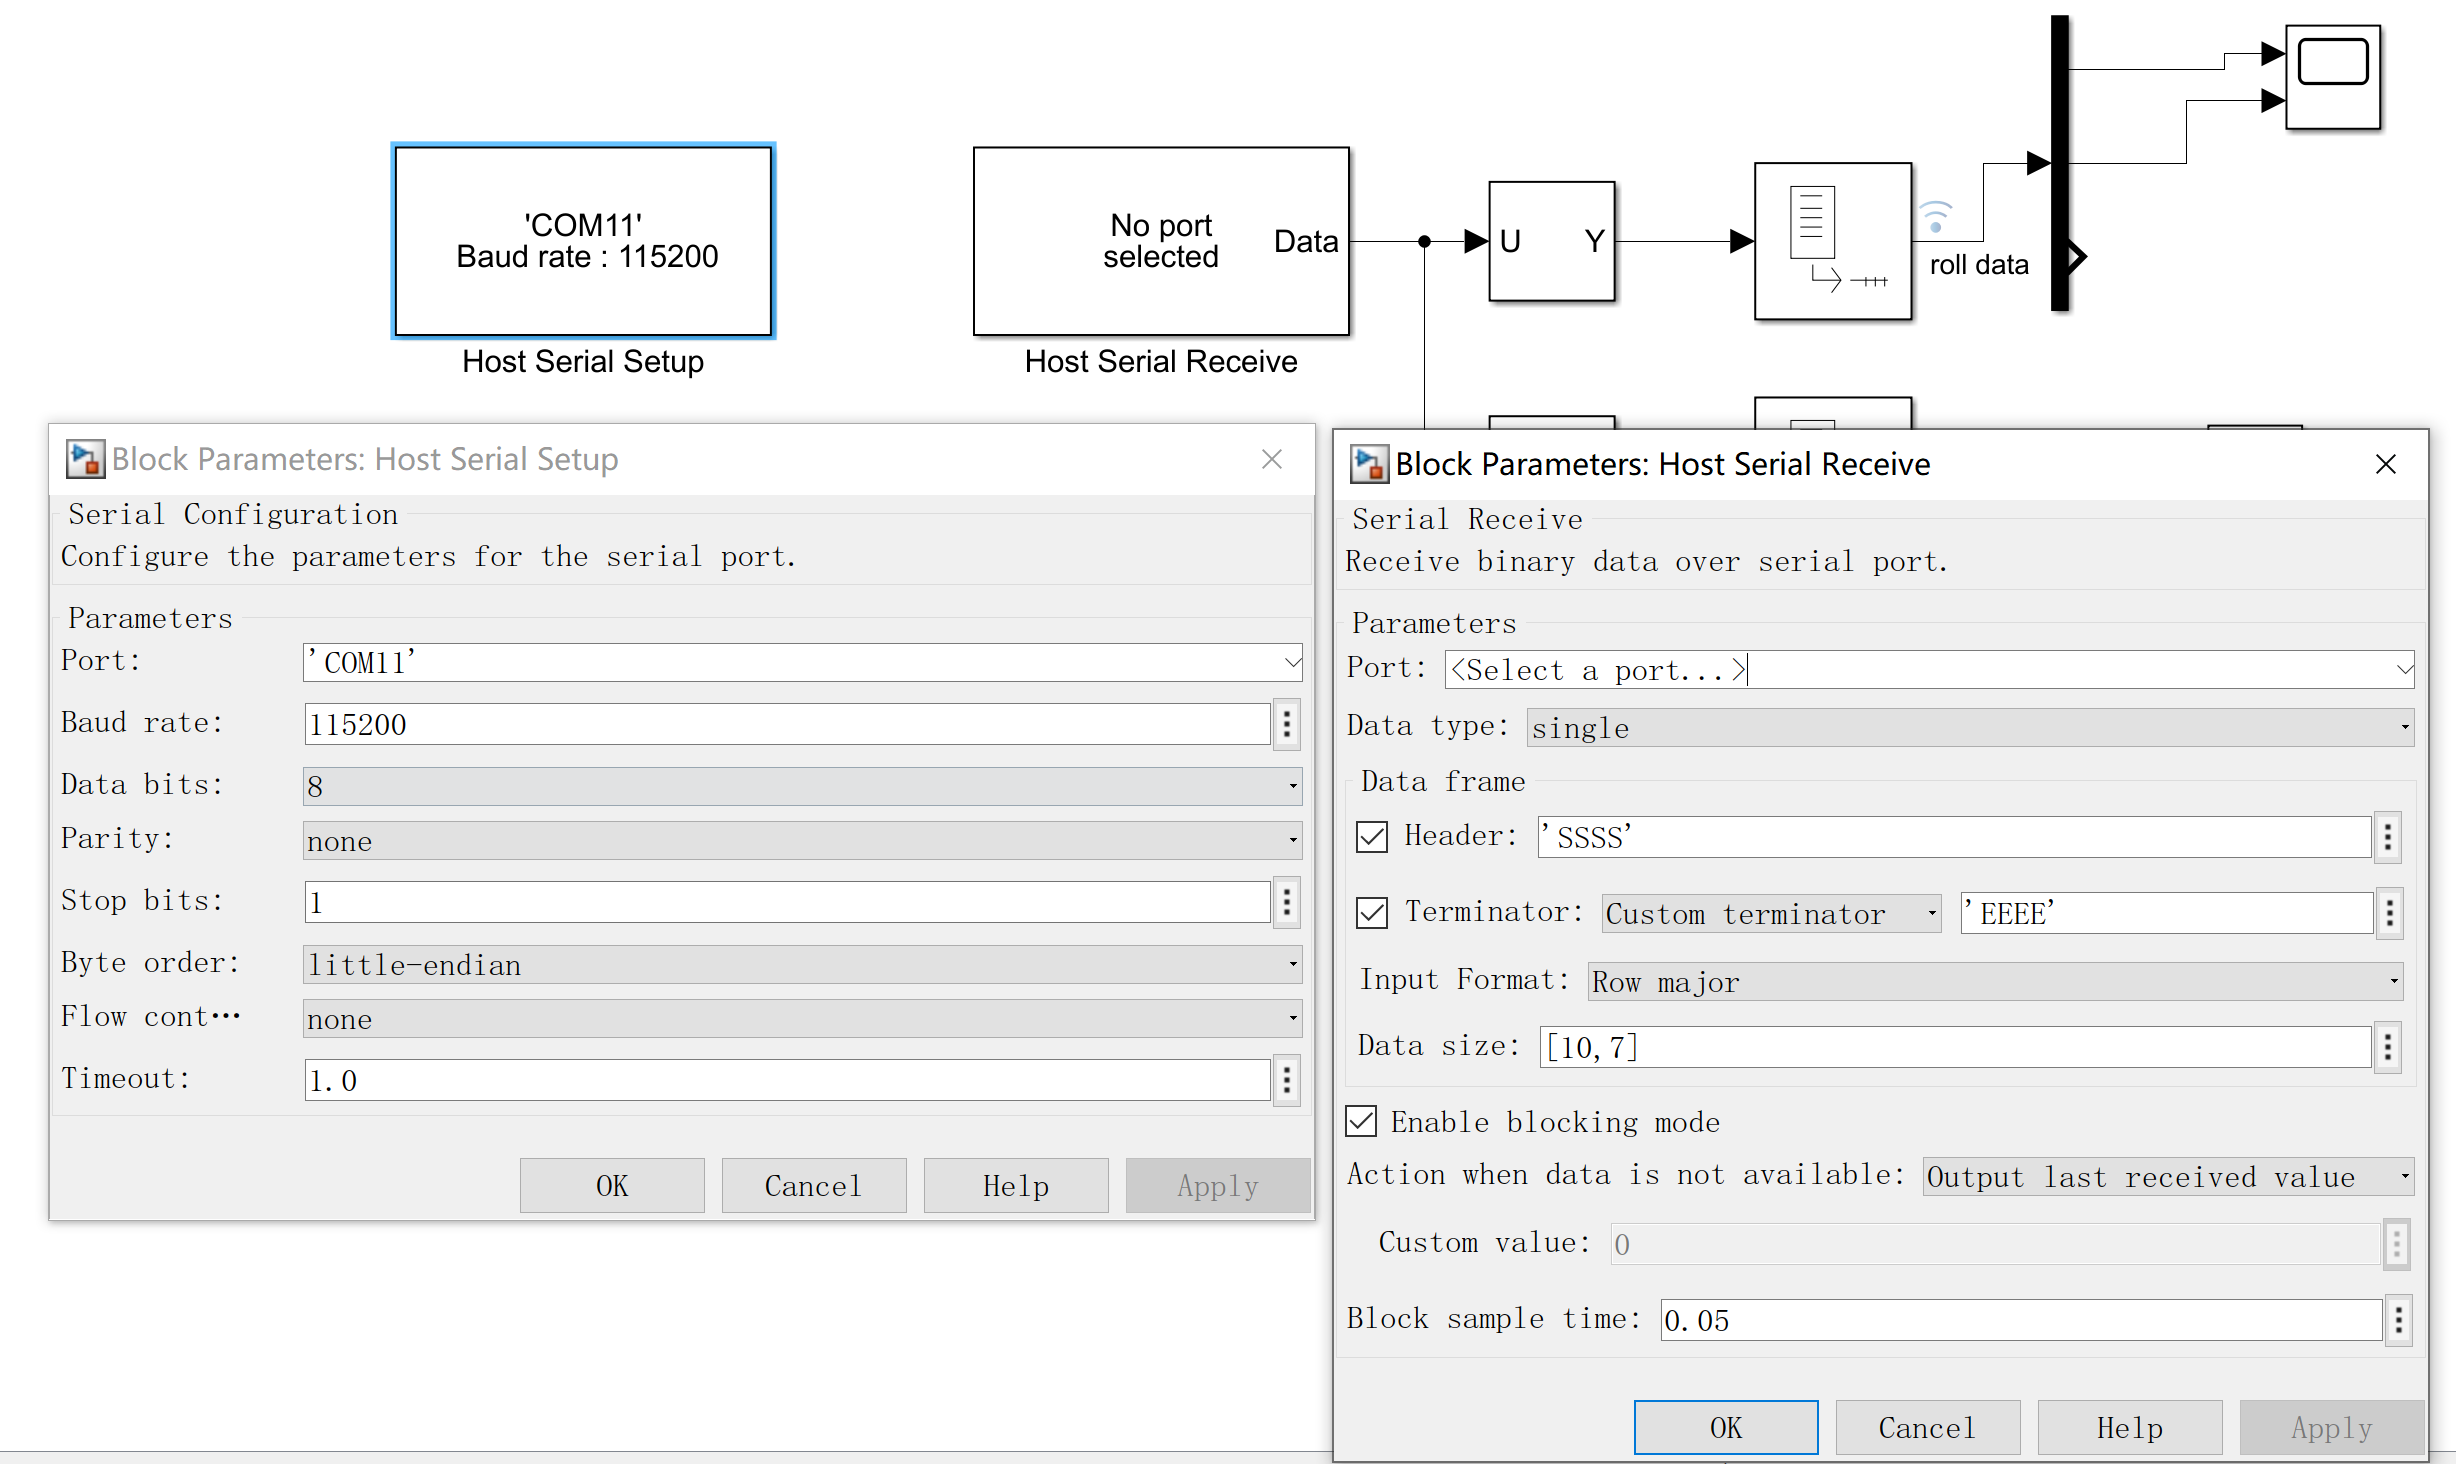 'COM11'
Baud rate : 115200
Host Serial Setup
No port
selected
Data
Host Serial Receive
U
Y
roll data
Block Parameters: Host Serial Setup
Serial Configuration
Configure the parameters for the serial port.
Parameters
Port:
'COM11'
Baud rate:
115200
Data bits:
8
Parity:
none
Stop bits:
1
Byte order:
little-endian
Flow cont…
none
Timeout:
1.0
OK
Cancel
Help
Apply
Block Parameters: Host Serial Receive
Serial Receive
Receive binary data over serial port.
Parameters
Port:
<Select a port...>
Data type:
single
Data frame
Header:
'SSSS'
Terminator:
Custom terminator
'EEEE'
Input Format:
Row major
Data size:
[10,7]
Enable blocking mode
Action when data is not available:
Output last received value
Custom value:
0
Block sample time:
0.05
OK
Cancel
Help
Apply